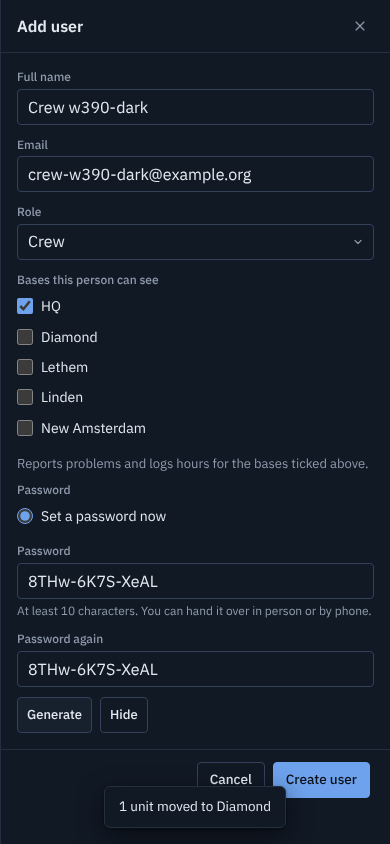 Add user
Full name
Crew w390-dark
Email
crew-w390-dark@example.org
Role
Crew
Bases this person can see
HQ
Diamond
Lethem
Linden
New Amsterdam
Reports problems and logs hours for the bases ticked above.
Password
Set a password now
Password
8THw-6K7S-XeAL
At least 10 characters. You can hand it over in person or by phone.
Password again
8THw-6K7S-XeAL
Generate Hide
Cancel Create user
1 unit moved to Diamond